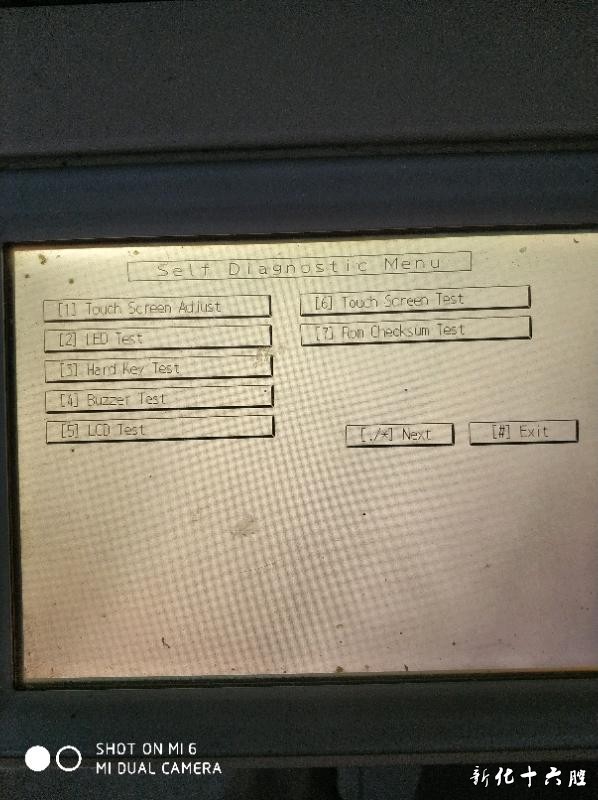 Self Diagnostic Menu
[1] Touch Screen Adjust
[2] LED Test
[3] Hard Key Test
[4] Buzzer Test
[5] LCD Test
[6] Touch Screen Test
[7] Rom Checksum Test
[./*] Next
[#] Exit
SHOT ON MI 6
MI DUAL CAMERA
新化十六胜